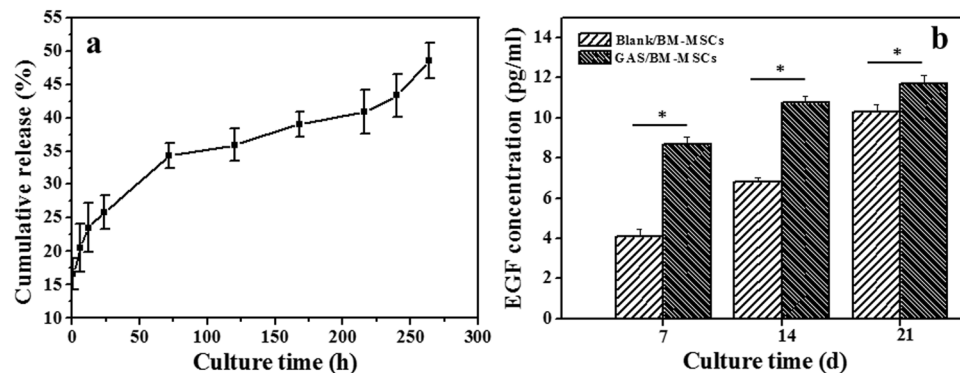 a
55
50
45
40
35
30
25
20
15
10
Cumulative release (%)
0 50 100 150 200 250 300
Culture time (h)
b
Blank/BM-MSCs
GAS/BM-MSCs
* * *
14
12
10
8
6
4
2
0
EGF concentration (pg/ml)
7 14 21
Culture time (d)